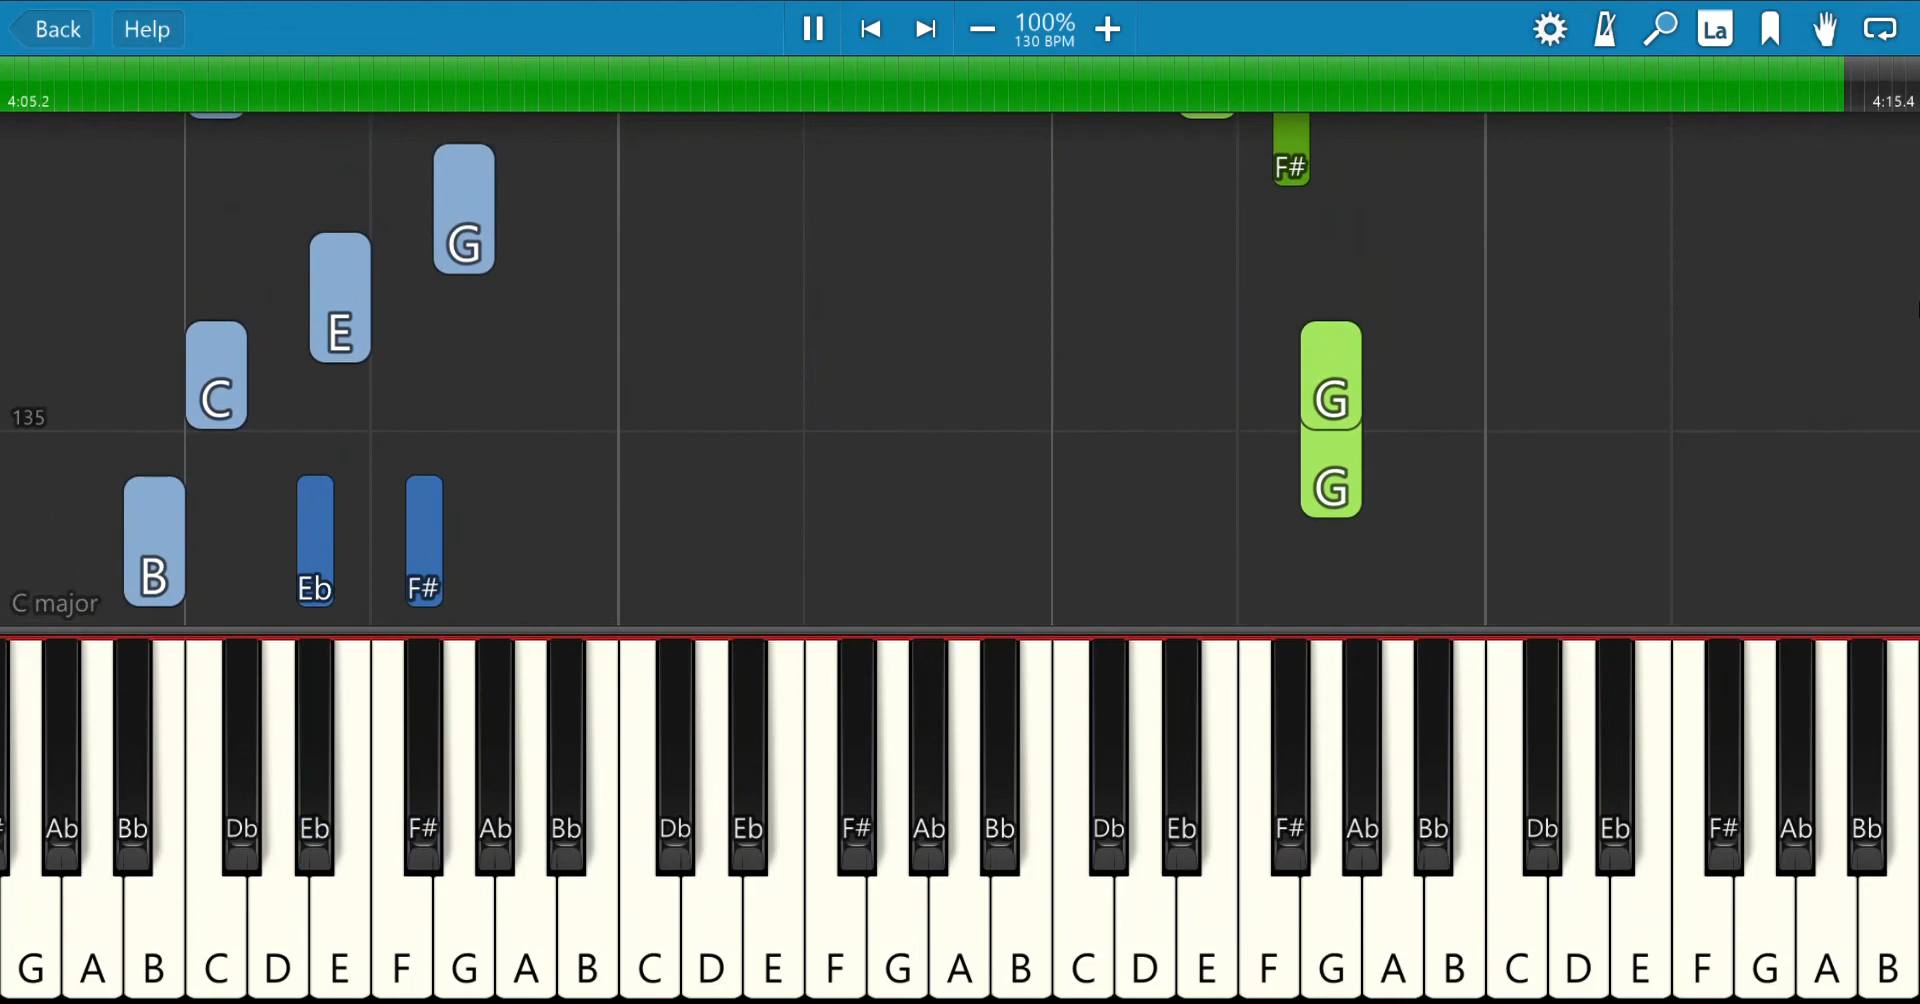 Back Help 100% La
130 BPM
4:05.2 4:15.4
F#
G
E
C G
135
G
B Eb F#
C major
# Ab Bb Db Eb F# Ab Bb Db Eb F# Ab Bb Db Eb F# Ab Bb Db Eb F# Ab Bb
G A B C D E F G A B C D E F G A B C D E F G A B C D E F G A B